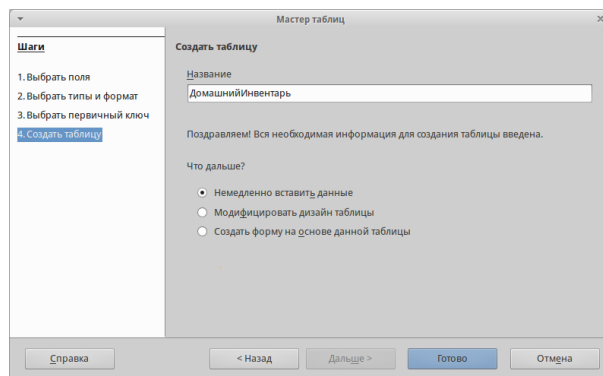 Мастер таблиц
Шаги
1. Выбрать поля
2. Выбрать типы и формат
3. Выбрать первичный ключ
4. Создать таблицу
Создать таблицу
Название
ДомашнийИнвентарь
Поздравляем! Вся необходимая информация для создания таблицы введена.
Что дальше?
Немедленно вставить данные
Модифицировать дизайн таблицы
Создать форму на основе данной таблицы
Справка
< Назад
Дальше >
Готово
Отмена